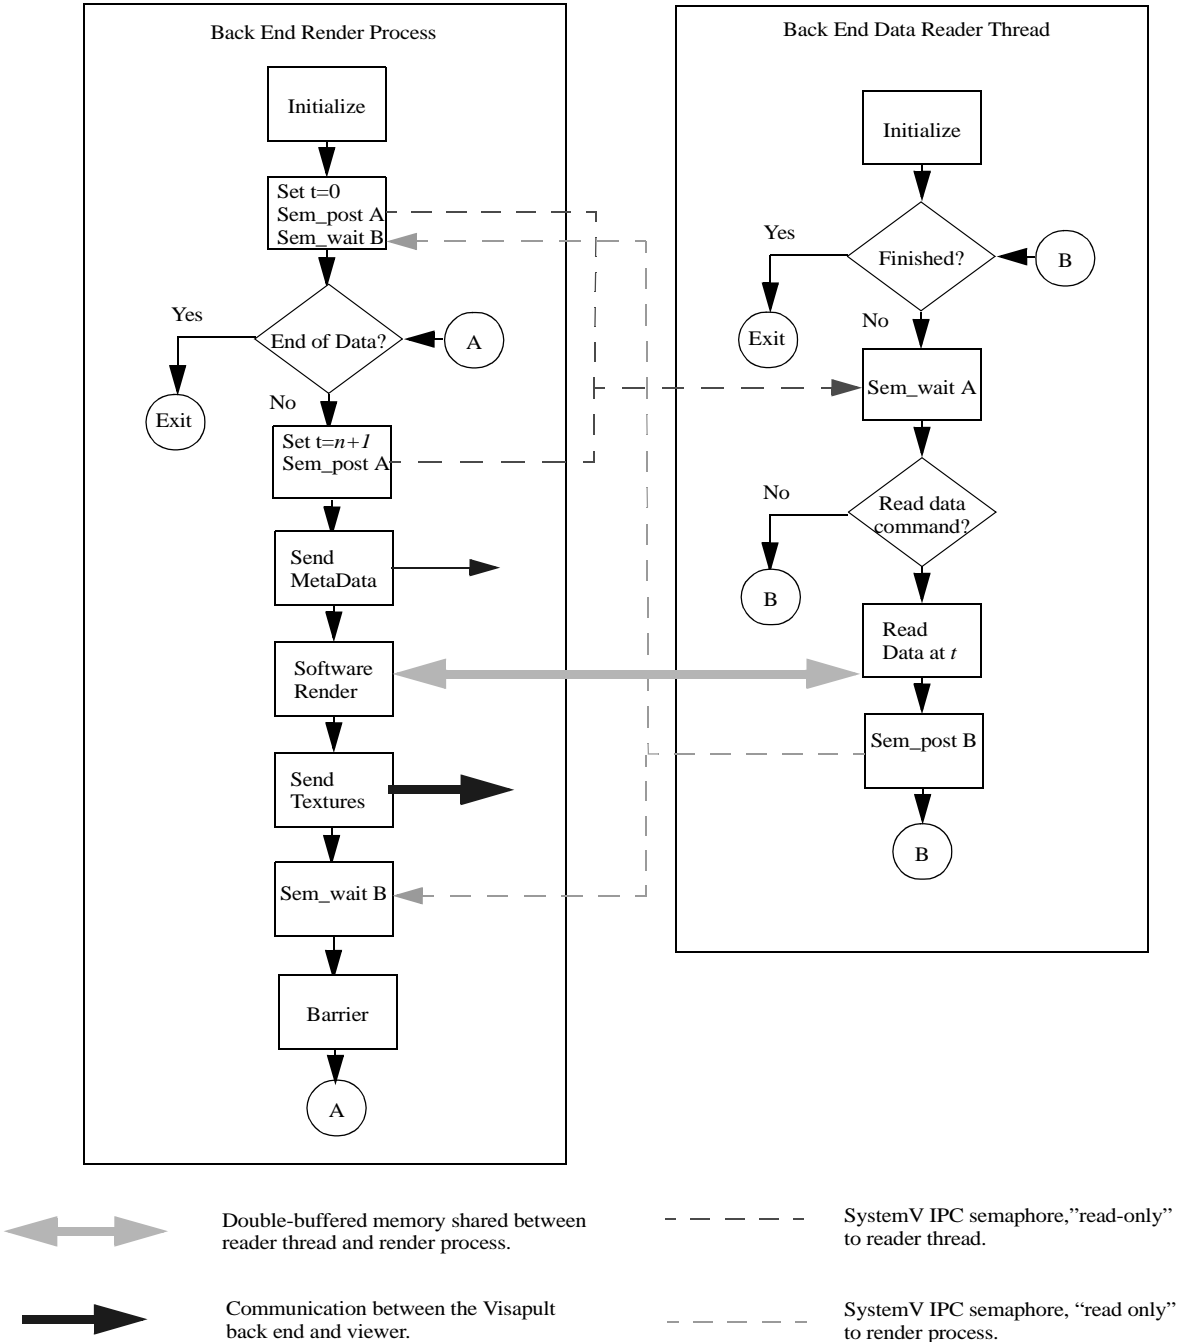 Back End Render Process
Initialize
Set t=0
Sem_post A
Sem_wait B
Yes
End of Data?
A
Exit
No
Set t=n+1
Sem_post A
Send
MetaData
Software
Render
Send
Textures
Sem_wait B
Barrier
A
Back End Data Reader Thread
Initialize
Yes
Finished?
B
Exit
No
Sem_wait A
No
Read data
command?
B
Read
Data at t
Sem_post B
B
Double-buffered memory shared between
reader thread and render process.
Communication between the Visapult
back end and viewer.
SystemV IPC semaphore,”read-only”
to reader thread.
SystemV IPC semaphore, “read only”
to render process.